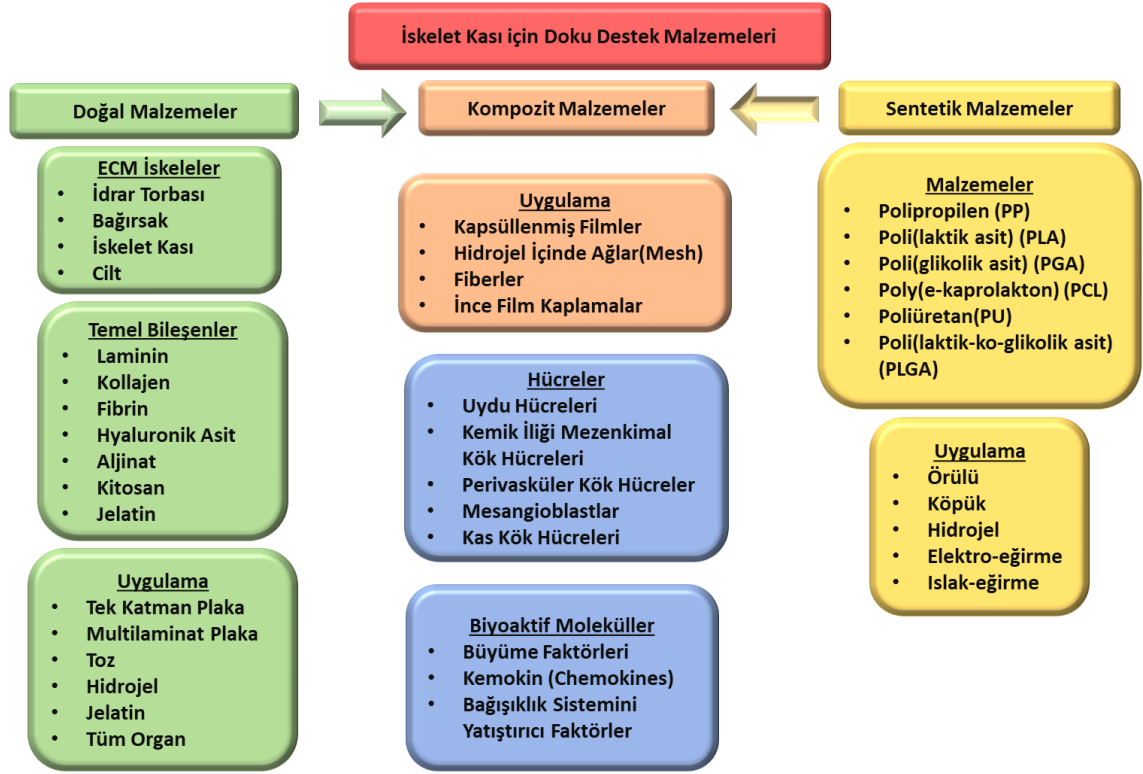 İskelet Kası için Doku Destek Malzemeleri
Doğal Malzemeler
ECM İskeleler
• İdrar Torbası
• Bağırsak
• İskelet Kası
• Cilt
Temel Bileşenler
• Laminin
• Kollajen
• Fibrin
• Hyaluronik Asit
• Aljinat
• Kitosan
• Jelatin
Uygulama
• Tek Katman Plaka
• Multilaminat Plaka
• Toz
• Hidrojel
• Jelatin
• Tüm Organ
Kompozit Malzemeler
Uygulama
• Kapsüllenmiş Filmler
• Hidrojel İçinde Ağlar(Mesh)
• Fiberler
• İnce Film Kaplamalar
Hücreler
• Uydu Hücreleri
• Kemik İliği Mezenkimal
Kök Hücreleri
• Perivasküler Kök Hücreler
• Mesangioblastlar
• Kas Kök Hücreleri
Biyoaktif Moleküller
• Büyüme Faktörleri
• Kemokin (Chemokines)
• Bağışıklık Sistemini
Yatıştırıcı Faktörler
Sentetik Malzemeler
Malzemeler
• Polipropilen (PP)
• Poli(laktik asit) (PLA)
• Poli(glikolik asit) (PGA)
• Poly(e-kaprolakton) (PCL)
• Poliüretan(PU)
• Poli(laktik-ko-glikolik asit)
(PLGA)
Uygulama
• Örülü
• Köpük
• Hidrojel
• Elektro-eğirme
• Islak-eğirme